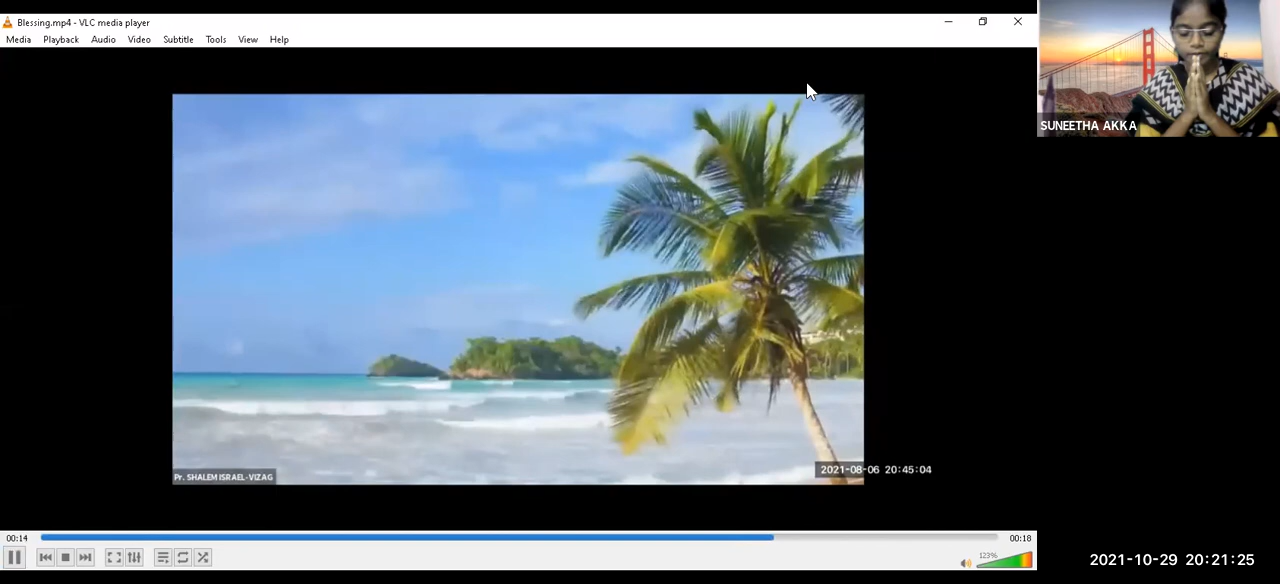 Blessing.mp4 - VLC media player
Media Playback Audio Video Subtitle Tools View Help
SUNEETHA AKKA
Pr. SHALEM ISRAEL-VIZAG
2021-08-06 20:45:04
00:14
00:18
123%
2021-10-29 20:21:25